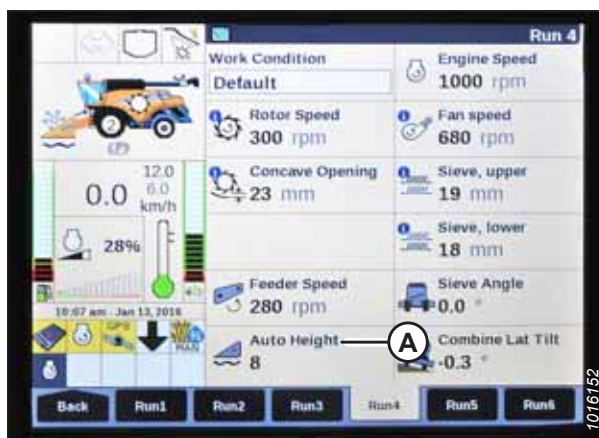 Run 4
Work Condition
Default
Engine Speed
1000 rpm
Rotor Speed
300 rpm
Fan speed
680 rpm
2
(P)
Concave Opening
23 mm
Sieve, upper
19 mm
12.0
0.0 6.0
km/h
Sieve, lower
18 mm
28%
Feeder Speed
280 rpm
Sieve Angle
0.0 °
10:07 am Jan 13, 2016
GPS
MAN
Auto Height
8
A
Combine Lat Tilt
-0.3 °
Back Run1 Run2 Run3 Run4 Run5 Run6
1016152